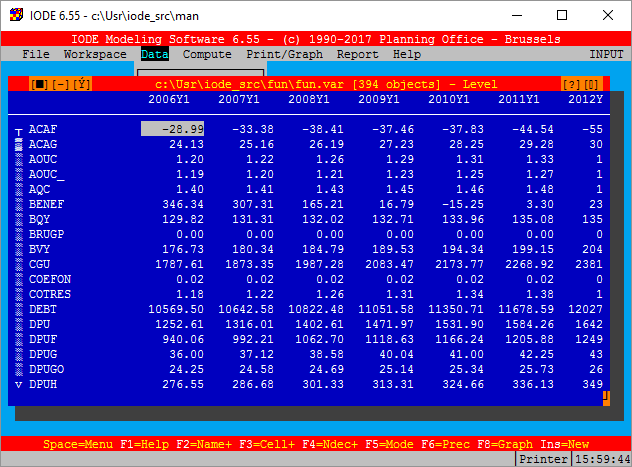 IODE 6.55 - c:\Usr\iode_src\man
IODE Modeling Software 6.55 - (c) 1990-2017 Planning Office - Brussels
File Workspace Data Compute Print/Graph Report Help INPUT
[■][-][Ý] c:\Usr\iode_src\fun\fun.var [394 objects] - Level [?][▯]
2006Y1 2007Y1 2008Y1 2009Y1 2010Y1 2011Y1 2012Y
ACAF -28.99 -33.38 -38.41 -37.46 -37.83 -44.54 -55
ACAG 24.13 25.16 26.19 27.23 28.25 29.28 30
AOUC 1.20 1.22 1.26 1.29 1.31 1.33 1
AOUC_ 1.19 1.20 1.21 1.23 1.25 1.27 1
AQC 1.40 1.41 1.43 1.45 1.46 1.48 1
BENEF 346.34 307.31 165.21 16.79 -15.25 3.30 23
BQY 129.82 131.31 132.02 132.71 133.96 135.08 135
BRUGP 0.00 0.00 0.00 0.00 0.00 0.00 0
BVY 176.73 180.34 184.79 189.53 194.34 199.15 204
CGU 1787.61 1873.35 1987.28 2083.47 2173.77 2268.92 2381
COEFON 0.02 0.02 0.02 0.02 0.02 0.02 0
COTRES 1.18 1.22 1.26 1.31 1.34 1.38 1
DEBT 10569.50 10642.58 10822.48 11051.58 11350.71 11678.59 12027
DPU 1252.61 1316.01 1402.61 1471.97 1531.90 1584.26 1642
DPUF 940.06 992.21 1062.70 1118.63 1166.24 1205.88 1249
DPUG 36.00 37.12 38.58 40.04 41.00 42.25 43
DPUGO 24.25 24.58 24.69 25.14 25.34 25.73 26
DPUH 276.55 286.68 301.33 313.31 324.66 336.13 349
Space=Menu F1=Help F2=Name+ F3=Cell+ F4=Ndec+ F5=Mode F6=Prec F8=Graph Ins=New
Printer 15:59:44